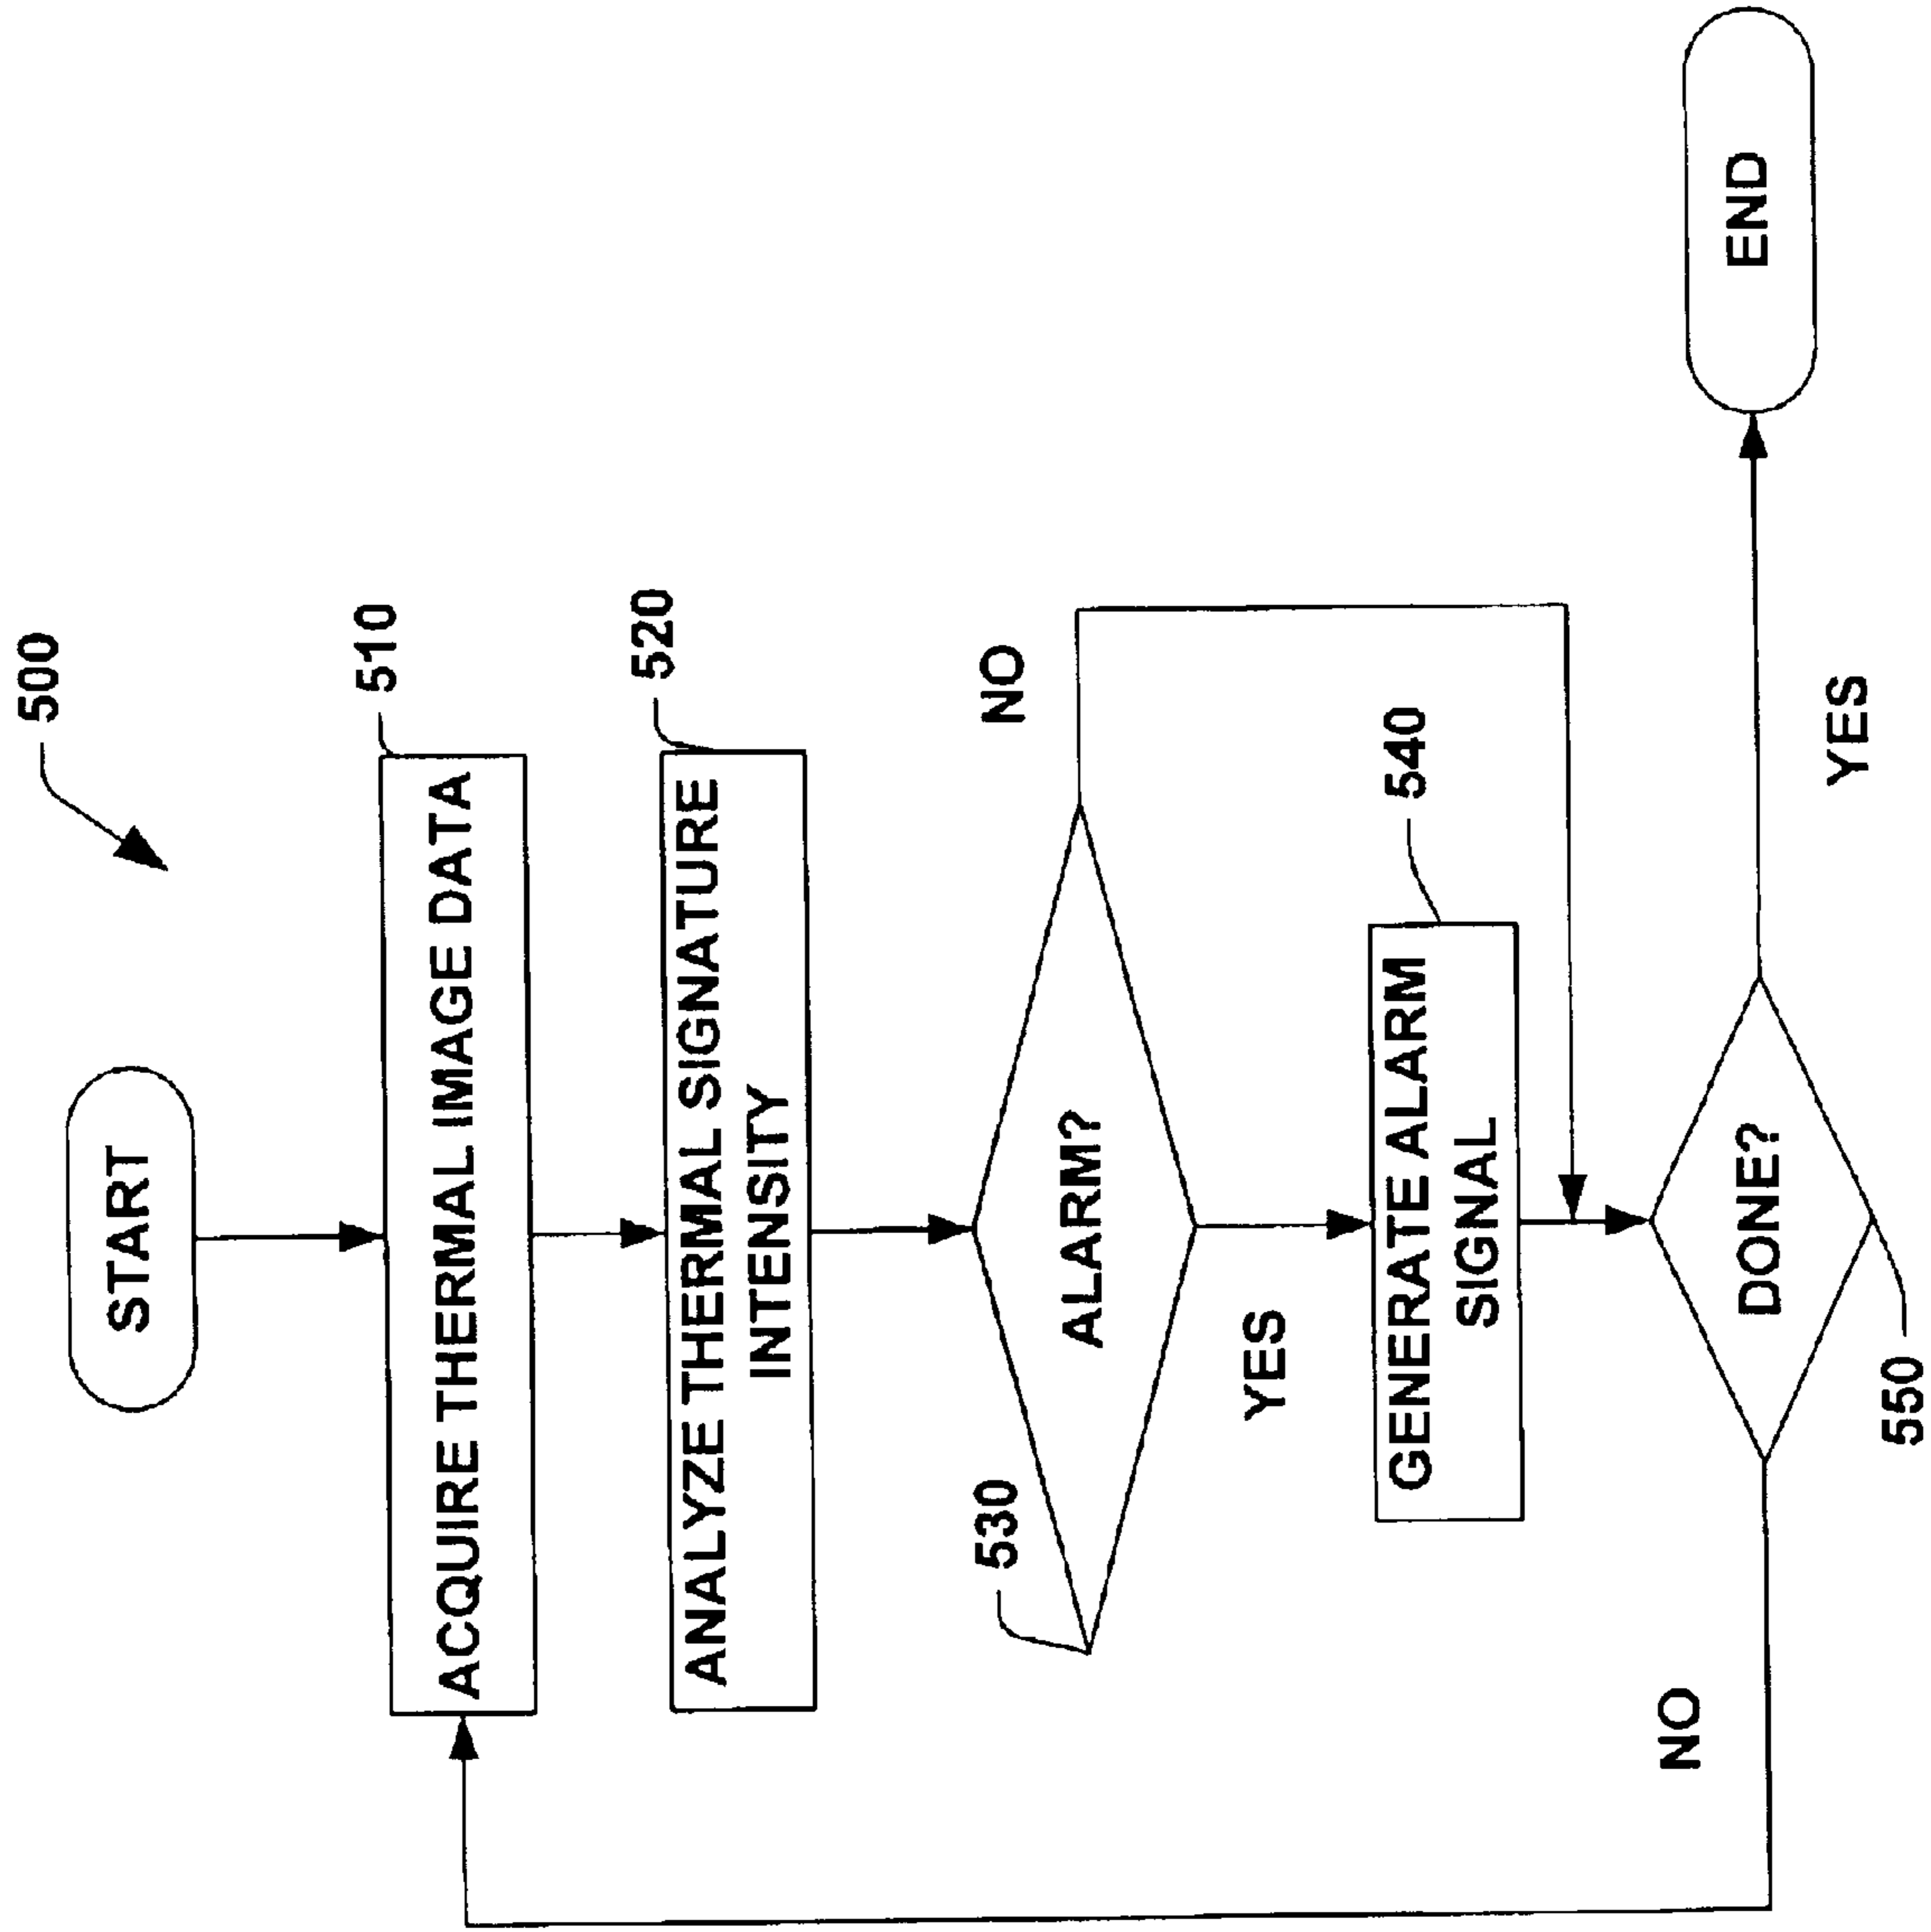 500
START
510
ACQUIRE THERMAL IMAGE DATA
520
ANALYZE THERMAL SIGNATURE
INTENSITY
530
ALARM?
NO
YES
540
GENERATE ALARM
SIGNAL
NO
DONE?
550
YES
END